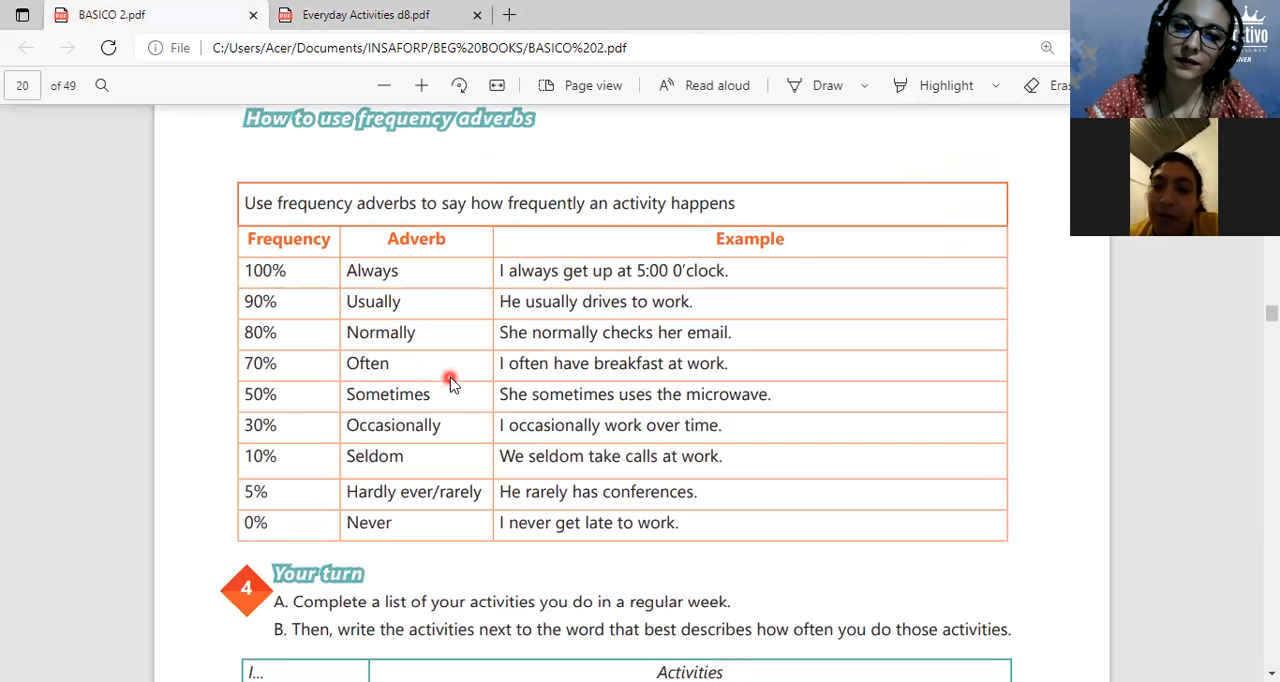 BASICO 2.pdf
Everyday Activities d8.pdf
File C:/Users/Acer/Documents/INSAFORP/BEG%20BOOKS/BASICO%202.pdf
20 of 49 Page view Read aloud Draw Highlight Era
How to use frequency adverbs
Use frequency adverbs to say how frequently an activity happens
Frequency Adverb Example
100% Always I always get up at 5:00 0'clock.
90% Usually He usually drives to work.
80% Normally She normally checks her email.
70% Often I often have breakfast at work.
50% Sometimes She sometimes uses the microwave.
30% Occasionally I occasionally work over time.
10% Seldom We seldom take calls at work.
5% Hardly ever/rarely He rarely has conferences.
0% Never I never get late to work.
4 Your turn
A. Complete a list of your activities you do in a regular week.
B. Then, write the activities next to the word that best describes how often you do those activities.
I... Activities